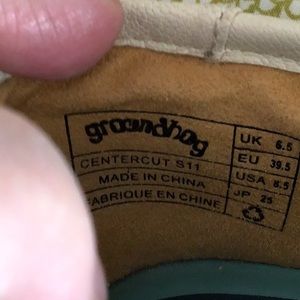 groundhog
CENTERCUT S11
MADE IN CHINA
FABRIQUE EN CHINE
UK 6.5
EU 39.5
USA 8.5
JP 25